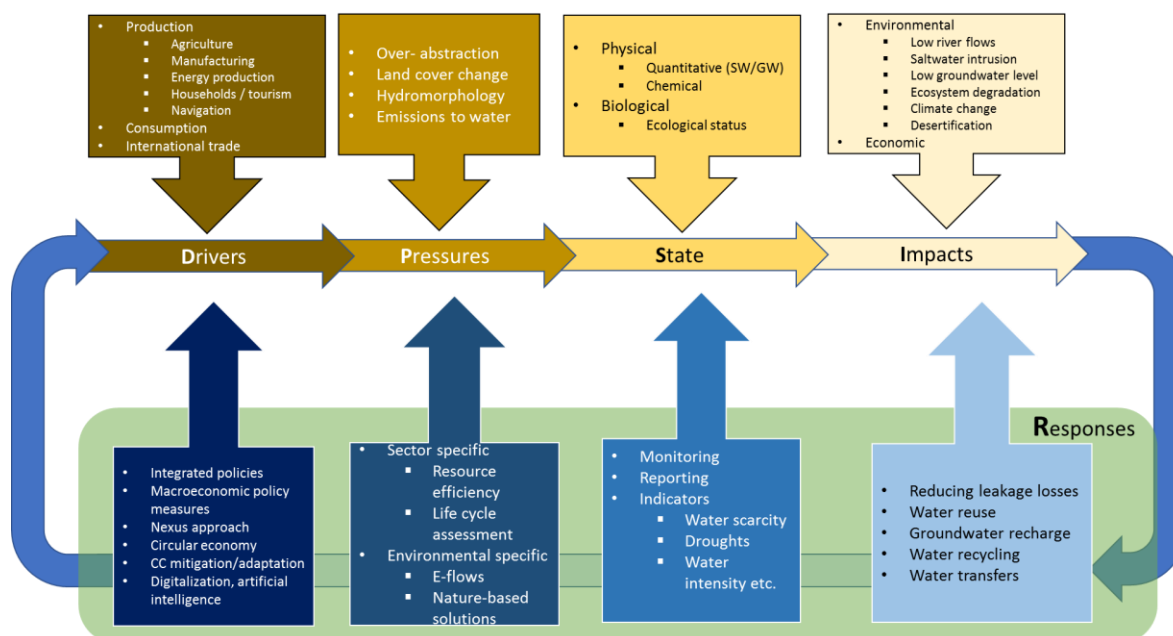 Production
Agriculture
Manufacturing
Energy production
Households / tourism
Navigation
Consumption
International trade
Over- abstraction
Land cover change
Hydromorphology
Emissions to water
Physical
Quantitative (SW/GW)
Chemical
Biological
Ecological status
Environmental
Low river flows
Saltwater intrusion
Low groundwater level
Ecosystem degradation
Climate change
Desertification
Economic
Drivers
Pressures
State
Impacts
Responses
Integrated policies
Macroeconomic policy
measures
Nexus approach
Circular economy
CC mitigation/adaptation
Digitalization, artificial
intelligence
Sector specific
Resource
efficiency
Life cycle
assessment
Environmental specific
E-flows
Nature-based
solutions
Monitoring
Reporting
Indicators
Water scarcity
Droughts
Water
intensity etc.
Reducing leakage losses
Water reuse
Groundwater recharge
Water recycling
Water transfers